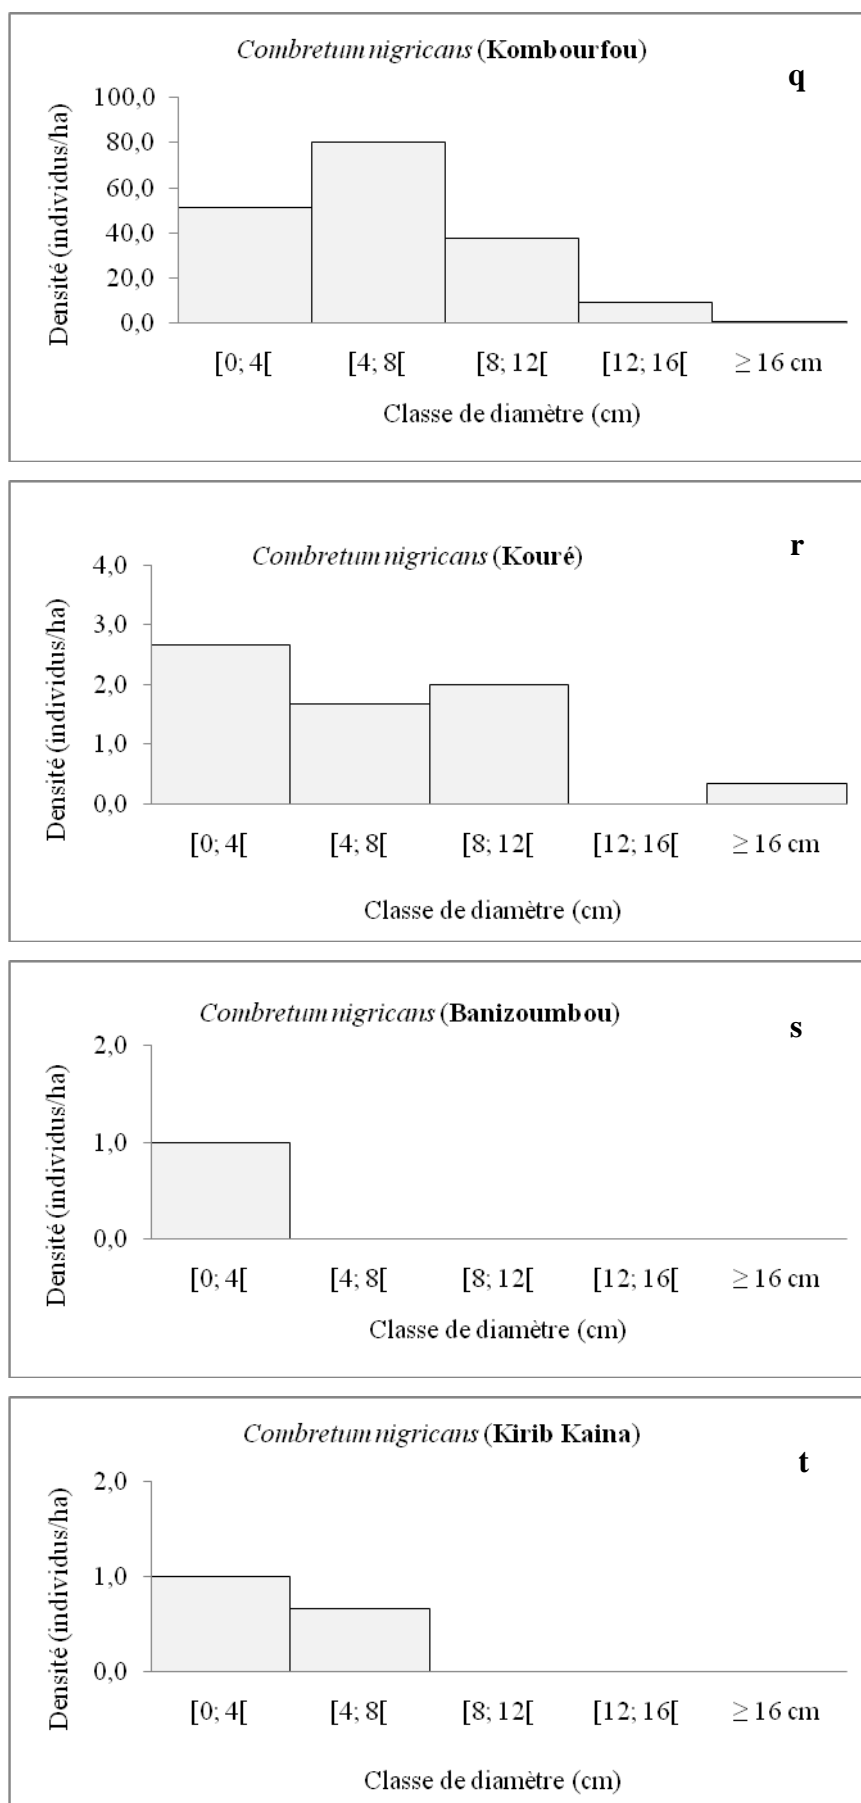 Combretum nigricans (Kombourfou)
q
Densité (individus/ha)
100,0
80,0
60,0
40,0
20,0
0,0
[0; 4[ [4; 8[ [8; 12[ [12; 16[ ≥ 16 cm
Classe de diamètre (cm)
Combretum nigricans (Kouré)
r
Densité (individus/ha)
4,0
3,0
2,0
1,0
0,0
[0; 4[ [4; 8[ [8; 12[ [12; 16[ ≥ 16 cm
Classe de diamètre (cm)
Combretum nigricans (Banizoumbou)
s
Densité (individus/ha)
2,0
1,0
0,0
[0; 4[ [4; 8[ [8; 12[ [12; 16[ ≥ 16 cm
Classe de diamètre (cm)
Combretum nigricans (Kirib Kaina)
t
Densité (individus/ha)
2,0
1,0
0,0
[0; 4[ [4; 8[ [8; 12[ [12; 16[ ≥ 16 cm
Classe de diamètre (cm)